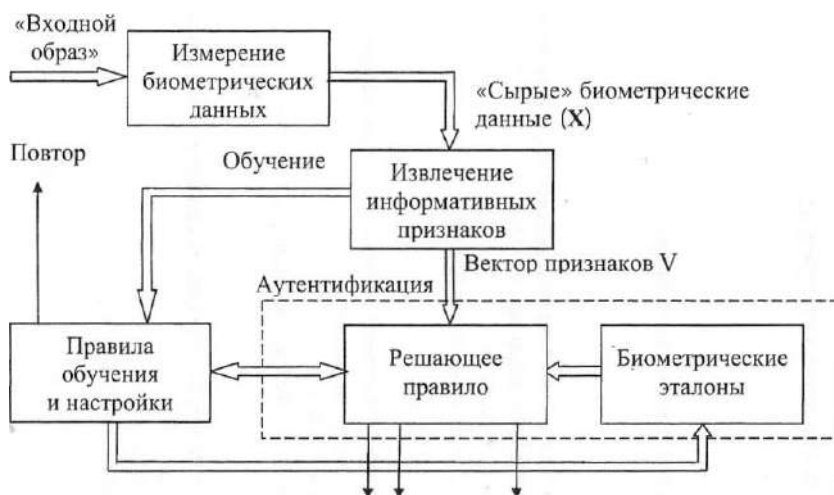 «Входной
образ»
Измерение
биометрических
данных
«Сырые» биометрические
данные (X)
Повтор
Обучение
Извлечение
информативных
признаков
Вектор признаков V
Аутентификация
Правила
обучения
и настройки
Решающее
правило
Биометрические
эталоны